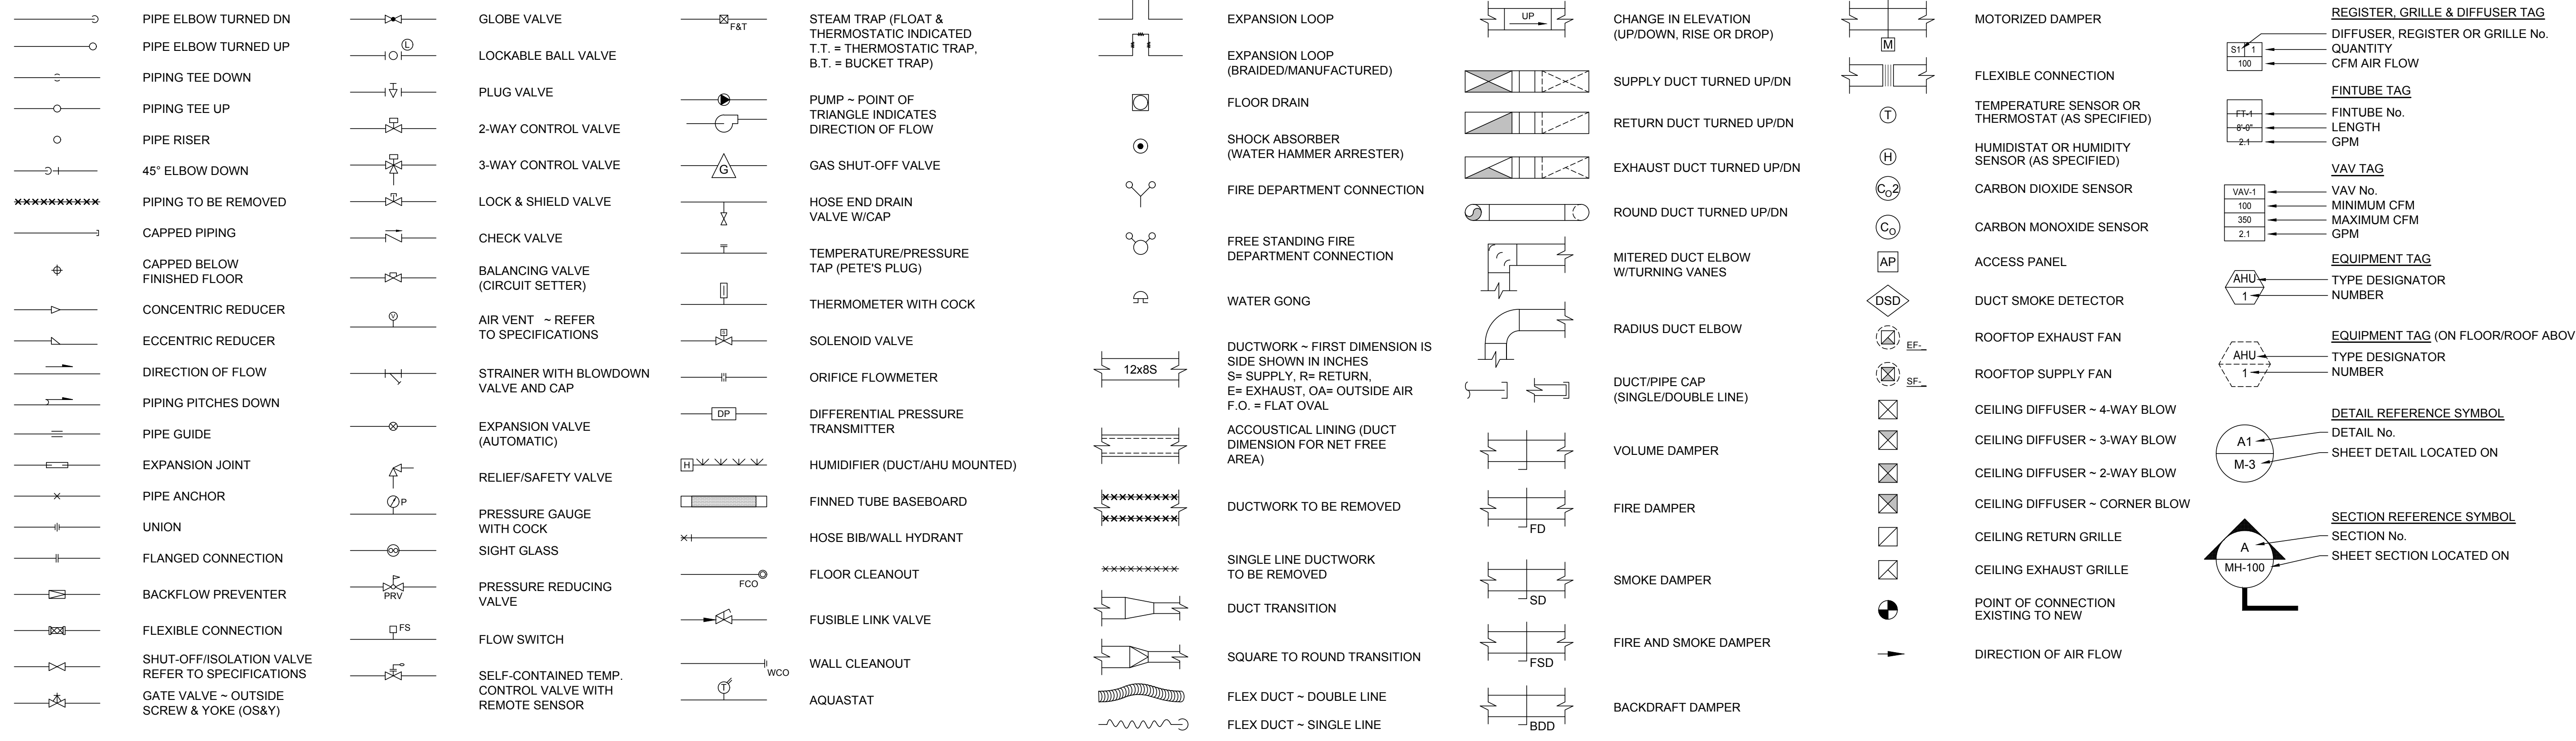 PIPE ELBOW TURNED DN
PIPE ELBOW TURNED UP
PIPING TEE DOWN
PIPING TEE UP
PIPE RISER
45° ELBOW DOWN
PIPING TO BE REMOVED
CAPPED PIPING
CAPPED BELOW
FINISHED FLOOR
CONCENTRIC REDUCER
ECCENTRIC REDUCER
DIRECTION OF FLOW
PIPING PITCHES DOWN
PIPE GUIDE
EXPANSION JOINT
PIPE ANCHOR
UNION
FLANGED CONNECTION
BACKFLOW PREVENTER
FLEXIBLE CONNECTION
SHUT-OFF/ISOLATION VALVE
REFER TO SPECIFICATIONS
GATE VALVE ~ OUTSIDE
SCREW & YOKE (OS&Y)
GLOBE VALVE
L
LOCKABLE BALL VALVE
PLUG VALVE
2-WAY CONTROL VALVE
3-WAY CONTROL VALVE
LOCK & SHIELD VALVE
CHECK VALVE
BALANCING VALVE
(CIRCUIT SETTER)
V
AIR VENT ~ REFER
TO SPECIFICATIONS
STRAINER WITH BLOWDOWN
VALVE AND CAP
EXPANSION VALVE
(AUTOMATIC)
RELIEF/SAFETY VALVE
P
PRESSURE GAUGE
WITH COCK
SIGHT GLASS
PRV
PRESSURE REDUCING
VALVE
FS
FLOW SWITCH
SELF-CONTAINED TEMP.
CONTROL VALVE WITH
REMOTE SENSOR
F&T
STEAM TRAP (FLOAT &
THERMOSTATIC INDICATED
T.T. = THERMOSTATIC TRAP,
B.T. = BUCKET TRAP)
PUMP ~ POINT OF
TRIANGLE INDICATES
DIRECTION OF FLOW
G
GAS SHUT-OFF VALVE
HOSE END DRAIN
VALVE W/CAP
TEMPERATURE/PRESSURE
TAP (PETE'S PLUG)
THERMOMETER WITH COCK
S
SOLENOID VALVE
ORIFICE FLOWMETER
DP
DIFFERENTIAL PRESSURE
TRANSMITTER
H
HUMIDIFIER (DUCT/AHU MOUNTED)
FINNED TUBE BASEBOARD
HOSE BIB/WALL HYDRANT
FCO
FLOOR CLEANOUT
FUSIBLE LINK VALVE
WCO
WALL CLEANOUT
T
AQUASTAT
EXPANSION LOOP
EXPANSION LOOP
(BRAIDED/MANUFACTURED)
FLOOR DRAIN
SHOCK ABSORBER
(WATER HAMMER ARRESTER)
FIRE DEPARTMENT CONNECTION
FREE STANDING FIRE
DEPARTMENT CONNECTION
WATER GONG
12x8S
DUCTWORK ~ FIRST DIMENSION IS
SIDE SHOWN IN INCHES
S= SUPPLY, R= RETURN,
E= EXHAUST, OA= OUTSIDE AIR
F.O. = FLAT OVAL
ACCOUSTICAL LINING (DUCT
DIMENSION FOR NET FREE
AREA)
DUCTWORK TO BE REMOVED
SINGLE LINE DUCTWORK
TO BE REMOVED
DUCT TRANSITION
SQUARE TO ROUND TRANSITION
FLEX DUCT ~ DOUBLE LINE
FLEX DUCT ~ SINGLE LINE
UP
CHANGE IN ELEVATION
(UP/DOWN, RISE OR DROP)
SUPPLY DUCT TURNED UP/DN
RETURN DUCT TURNED UP/DN
EXHAUST DUCT TURNED UP/DN
ROUND DUCT TURNED UP/DN
MITERED DUCT ELBOW
W/TURNING VANES
RADIUS DUCT ELBOW
DUCT/PIPE CAP
(SINGLE/DOUBLE LINE)
VOLUME DAMPER
FD
FIRE DAMPER
SD
SMOKE DAMPER
FSD
FIRE AND SMOKE DAMPER
BDD
BACKDRAFT DAMPER
M
MOTORIZED DAMPER
FLEXIBLE CONNECTION
T
TEMPERATURE SENSOR OR
THERMOSTAT (AS SPECIFIED)
H
HUMIDISTAT OR HUMIDITY
SENSOR (AS SPECIFIED)
CO2
CARBON DIOXIDE SENSOR
CO
CARBON MONOXIDE SENSOR
AP
ACCESS PANEL
DSD
DUCT SMOKE DETECTOR
EF-_
ROOFTOP EXHAUST FAN
SF-_
ROOFTOP SUPPLY FAN
CEILING DIFFUSER ~ 4-WAY BLOW
CEILING DIFFUSER ~ 3-WAY BLOW
CEILING DIFFUSER ~ 2-WAY BLOW
CEILING DIFFUSER ~ CORNER BLOW
CEILING RETURN GRILLE
CEILING EXHAUST GRILLE
POINT OF CONNECTION
EXISTING TO NEW
DIRECTION OF AIR FLOW
REGISTER, GRILLE & DIFFUSER TAG
DIFFUSER, REGISTER OR GRILLE No.
S1 1 QUANTITY
100 CFM AIR FLOW
FINTUBE TAG
FT-1 FINTUBE No.
8'-0" LENGTH
2.1 GPM
VAV TAG
VAV-1 VAV No.
100 MINIMUM CFM
350 MAXIMUM CFM
2.1 GPM
EQUIPMENT TAG
AHU TYPE DESIGNATOR
1 NUMBER
EQUIPMENT TAG (ON FLOOR/ROOF ABOV
AHU TYPE DESIGNATOR
1 NUMBER
DETAIL REFERENCE SYMBOL
A1 DETAIL No.
M-3 SHEET DETAIL LOCATED ON
SECTION REFERENCE SYMBOL
A SECTION No.
MH-100 SHEET SECTION LOCATED ON